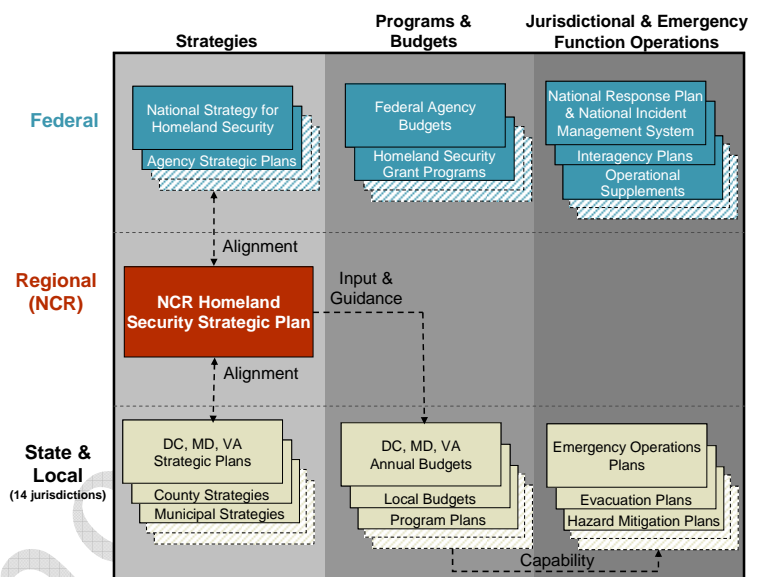 Strategies
Programs &
Budgets
Jurisdictional & Emergency
Function Operations
Federal
National Strategy for
Homeland Security
Agency Strategic Plans
Federal Agency
Budgets
Homeland Security
Grant Programs
National Response Plan
& National Incident
Management System
Interagency Plans
Operational
Supplements
Alignment
Regional
(NCR)
NCR Homeland
Security Strategic Plan
Input &
Guidance
Alignment
State &
Local
(14 jurisdictions)
DC, MD, VA
Strategic Plans
County Strategies
Municipal Strategies
DC, MD, VA
Annual Budgets
Local Budgets
Program Plans
Emergency Operations
Plans
Evacuation Plans
Hazard Mitigation Plans
Capability